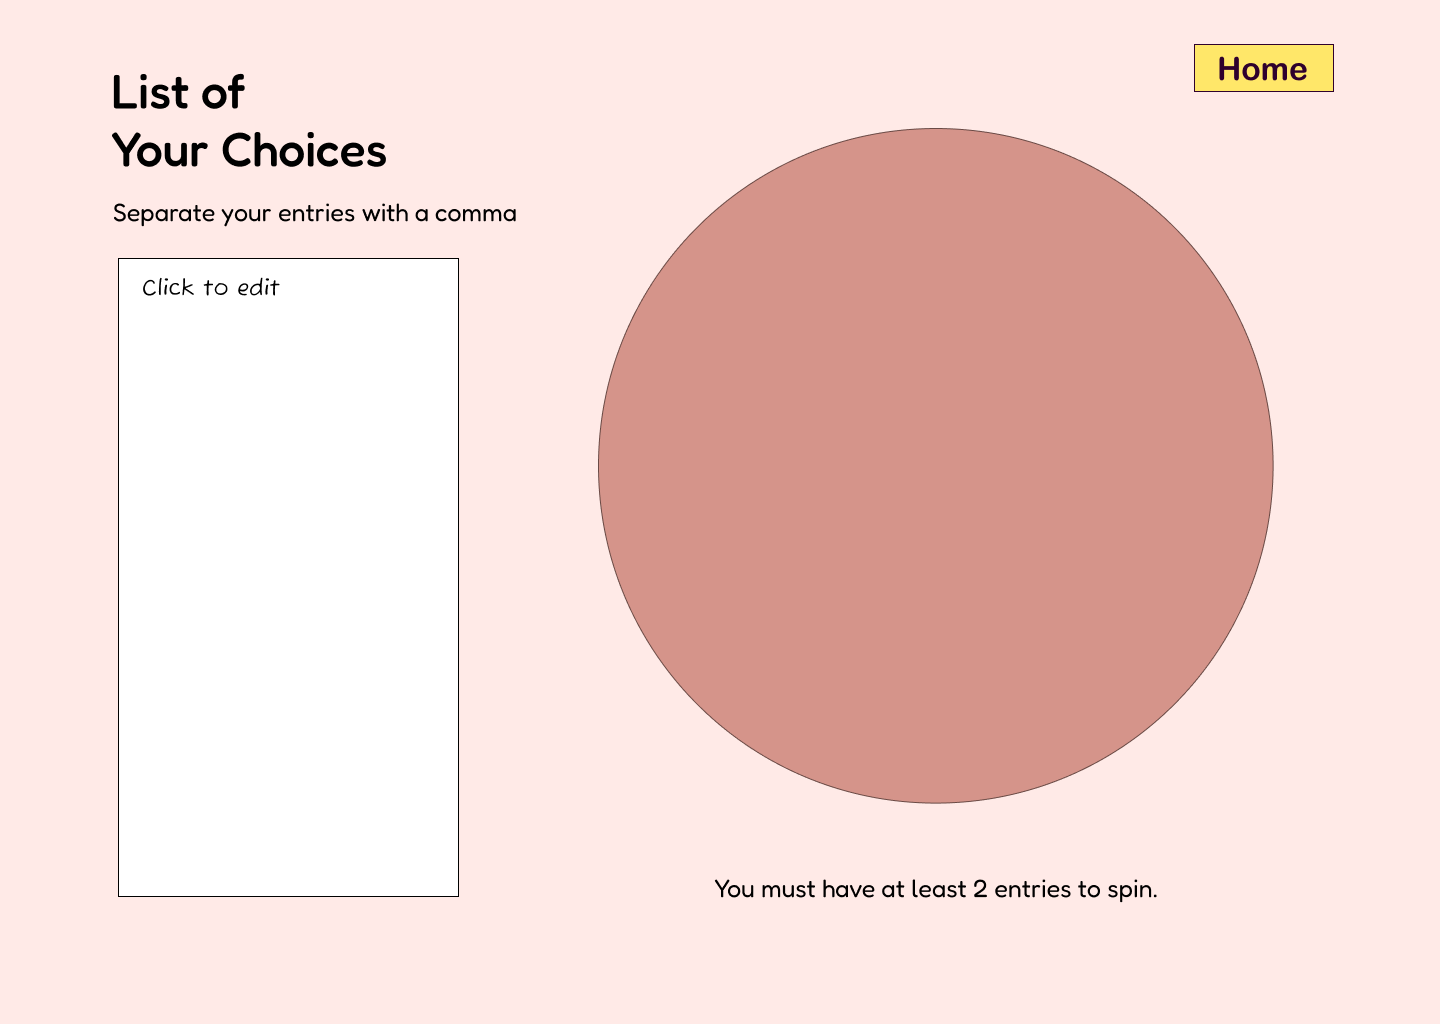 Home
List of
Your Choices
Separate your entries with a comma
Click to edit
You must have at least 2 entries to spin.